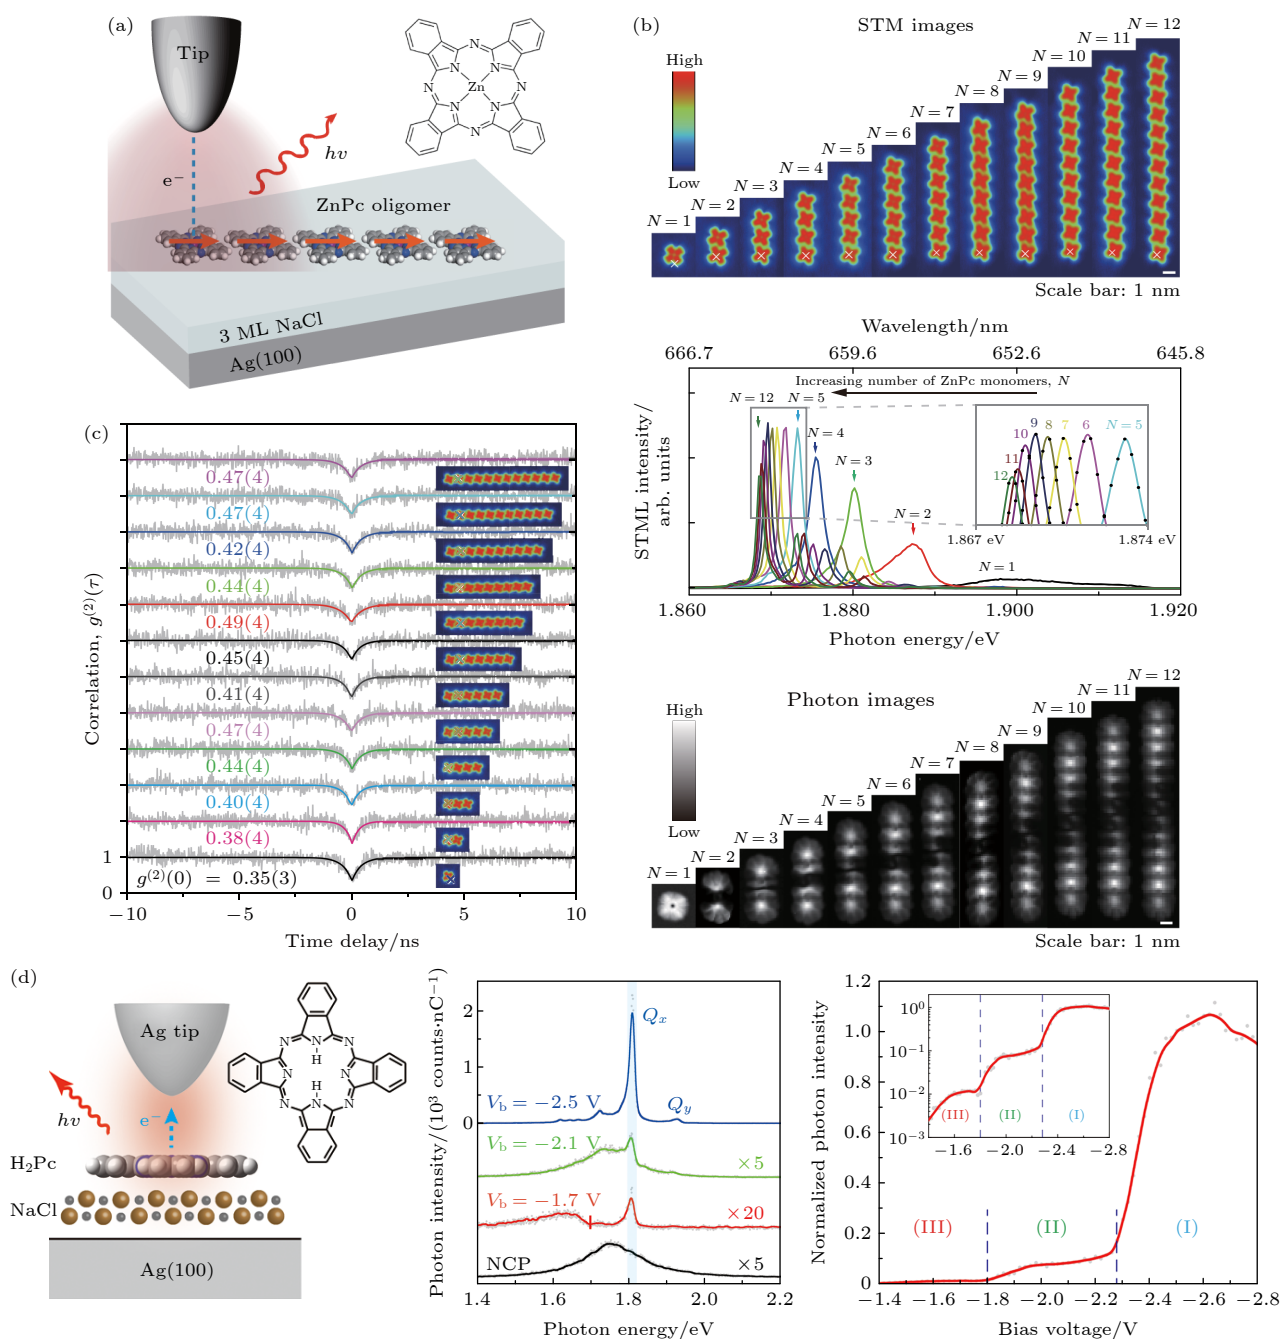 (a)
Tip
e⁻
hν
N
N
N
N
Zn
N
N
N
N
ZnPc oligomer
3 ML NaCl
Ag(100)
(b)
STM images
High
Low
N = 1
N = 2
N = 3
N = 4
N = 5
N = 6
N = 7
N = 8
N = 9
N = 10
N = 11
N = 12
Scale bar: 1 nm
Wavelength/nm
666.7 659.6 652.6 645.8
Increasing number of ZnPc monomers, N
N = 12
N = 5
N = 4
N = 3
N = 2
N = 1
12 11 10 9 8 7 6 N = 5
1.867 eV 1.874 eV
STML intensity/
arb. units
1.860 1.880 1.900 1.920
Photon energy/eV
Photon images
High
Low
N = 1
N = 2
N = 3
N = 4
N = 5
N = 6
N = 7
N = 8
N = 9
N = 10
N = 11
N = 12
Scale bar: 1 nm
(c)
Correlation, g⁽²⁾(τ)
0.47(4)
0.47(4)
0.42(4)
0.44(4)
0.49(4)
0.45(4)
0.41(4)
0.47(4)
0.44(4)
0.40(4)
0.38(4)
g⁽²⁾(0) = 0.35(3)
1
0
−10 −5 0 5 10
Time delay/ns
(d)
Ag tip
hν
e⁻
H₂Pc
NaCl
Ag(100)
N
N
N
H
N
N
H
N
N
N
Photon intensity/(10³ counts·nC⁻¹)
2
1
0
Qx
Qy
Vb = −2.5 V
Vb = −2.1 V
×5
Vb = −1.7 V
×20
NCP
×5
1.4 1.6 1.8 2.0 2.2
Photon energy/eV
Normalized photon intensity
1.2
1.0
0.8
0.6
0.4
0.2
0
10⁰
10⁻¹
10⁻²
10⁻³
(III) (II) (I)
−1.6 −2.0 −2.4 −2.8
(III) (II) (I)
−1.4 −1.6 −1.8 −2.0 −2.2 −2.4 −2.6 −2.8
Bias voltage/V